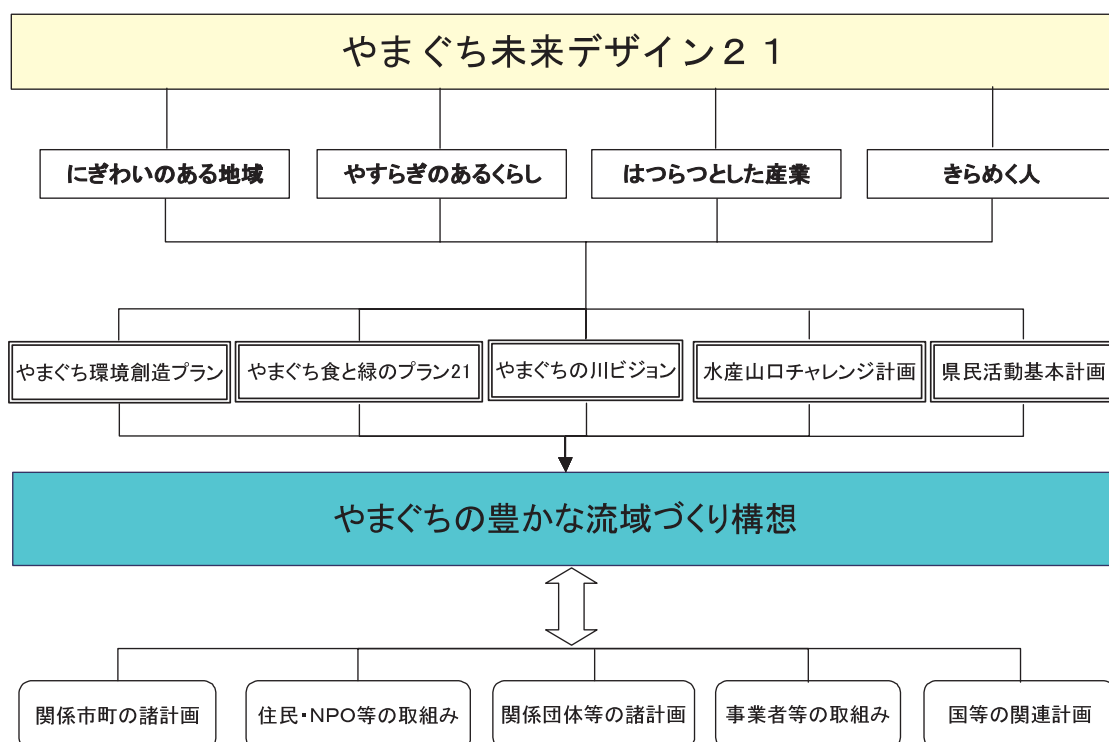 やまぐち未来デザイン21
にぎわいのある地域
やすらぎのあるくらし
はつらつとした産業
きらめく人
やまぐち環境創造プラン
やまぐち食と緑のプラン21
やまぐちの川ビジョン
水産山口チャレンジ計画
県民活動基本計画
やまぐちの豊かな流域づくり構想
関係市町の諸計画
住民・NPO等の取組み
関係団体等の諸計画
事業者等の取組み
国等の関連計画